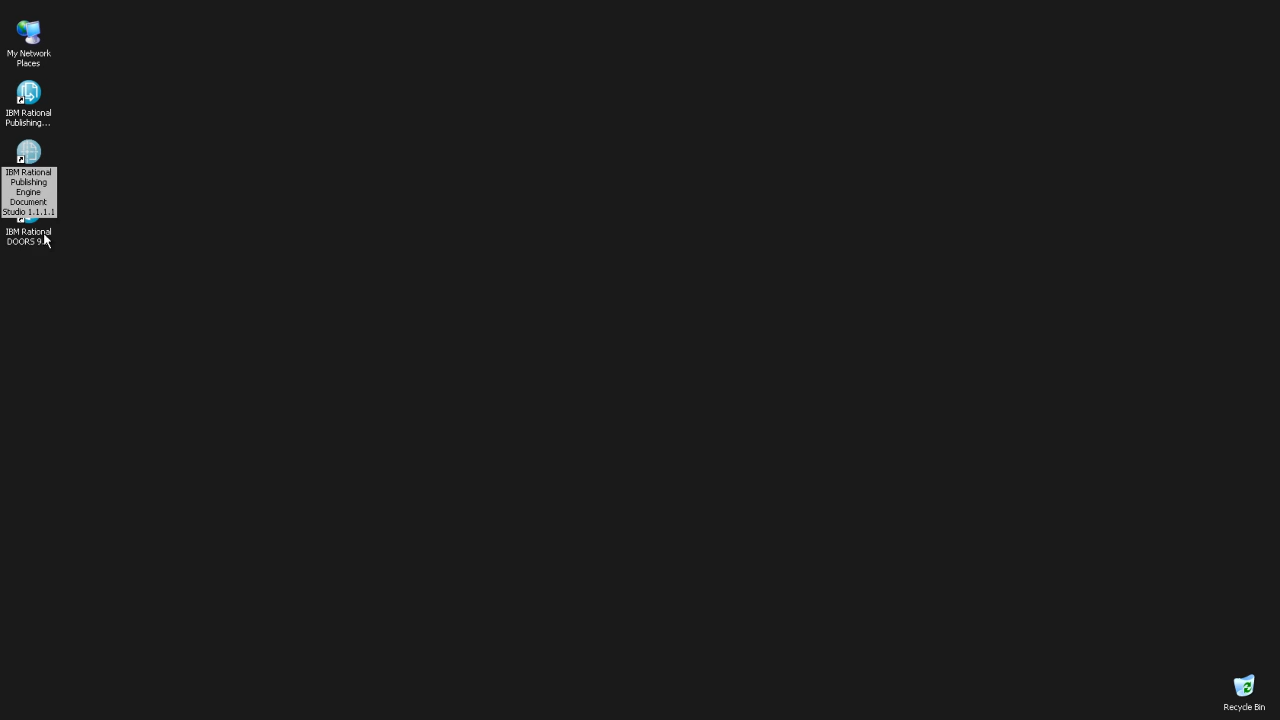 My Network
Places
IBM Rational
Publishing...
IBM Rational
Publishing
Engine
Document
Studio 1.1.1.1
IBM Rational
DOORS 9.
Recycle Bin